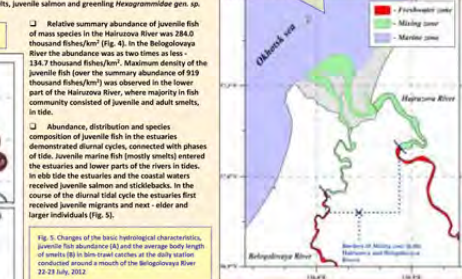 lts, juvenile salmon and greenling Hexagrammidae gen. sp.
❑ Relative summary abundance of juvenile fish
of mass species in the Hairuzova River was 284.0
thousand fishes/km² (Fig. 4). In the Belogolovaya
River the abundance was as two times as less -
134.7 thousand fishes/km². Maximum density of the
juvenile fish (over the summary abundance of 919
thousand fishes/km²) was observed in the lower
part of the Hairuzova River, where majority in fish
community consisted of juvenile and adult smelts,
in tide.
❑ Abundance, distribution and species
composition of juvenile fish in the estuaries
demonstrated diurnal cycles, connected with phases
of tide. Juvenile marine fish (mostly smelts) entered
the estuaries and lower parts of the rivers in tides.
In ebb tide the estuaries and the coastal waters
received juvenile salmon and sticklebacks. In the
course of the diurnal tidal cycle the estuaries first
received juvenile migrants and next - elder and
larger individuals (Fig. 5).
Fig. 5. Changes of the basic hydrological characteristics,
juvenile fish abundance (A) and the average body length
of smelts (B) in bim-trawl catches at the daily station
conducted around a mouth of the Belogolovaya River
22-23 July, 2012
- Freshwater zone
- Mixing zone
- Marine zone
Okhotsk sea
Hairuzova River
Borders of Mixing zone in the
Hairuzova and Belogolovaya
Rivers
Belogolovaya River